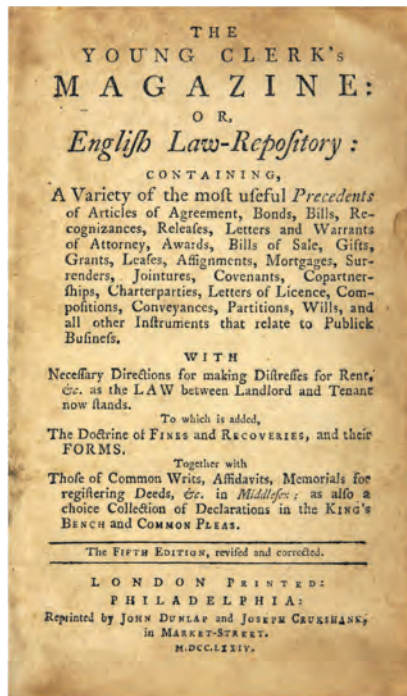 THE
YOUNG CLERK's
MAGAZINE:
OR,
Engliſh Law-Repoſitory:
CONTAINING,
A Variety of the moſt uſeful Precedents
of Articles of Agreement, Bonds, Bills, Re-
cognizances, Releaſes, Letters and Warrants
of Attorney, Awards, Bills of Sale, Gifts,
Grants, Leaſes, Aſſignments, Mortgages, Sur-
renders, Jointures, Covenants, Copartner-
ſhips, Charterparties, Letters of Licence, Com-
poſitions, Conveyances, Partitions, Wills, and
all other Inſtruments that relate to Publick
Buſineſs.
WITH
Neceſſary Directions for making Diſtreſſes for Rent,
&c. as the LAW between Landlord and Tenant
now ſtands.
To which is added,
The Doctrine of FINES and RECOVERIES, and their
FORMS.
Together with
Thoſe of Common Writs, Affidavits, Memorials for
regiſtering Deeds, &c. in Middleſex; as alſo a
choice Collection of Declarations in the KING's
BENCH and COMMON PLEAS.
The FIFTH EDITION, reviſed and corrected.
LONDON PRINTED:
PHILADELPHIA:
Reprinted by JOHN DUNLAP and JOSEPH CRUKSHANK,
in MARKET-STREET.
M.DCC.LXXIV.